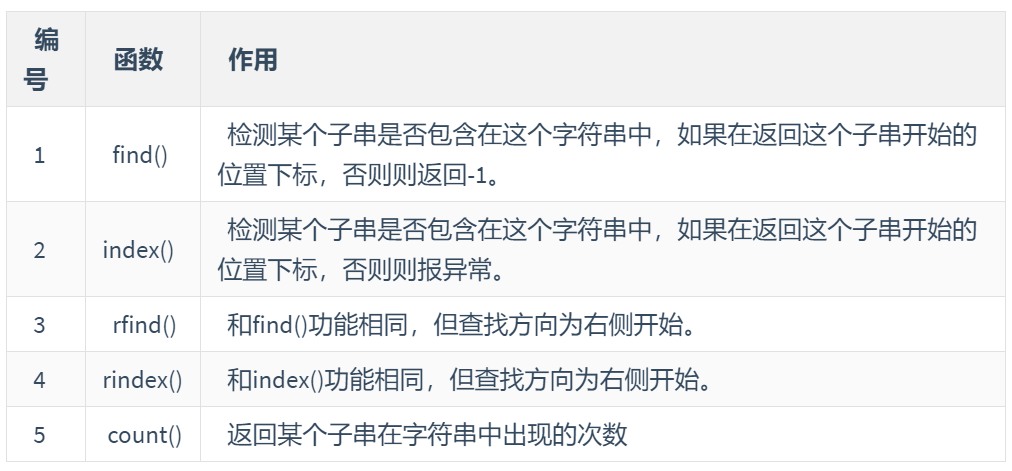 编号 函数 作用
1 find() 检测某个子串是否包含在这个字符串中，如果在返回这个子串开始的
位置下标，否则则返回-1。
2 index() 检测某个子串是否包含在这个字符串中，如果在返回这个子串开始的
位置下标，否则则报异常。
3 rfind() 和find()功能相同，但查找方向为右侧开始。
4 rindex() 和index()功能相同，但查找方向为右侧开始。
5 count() 返回某个子串在字符串中出现的次数